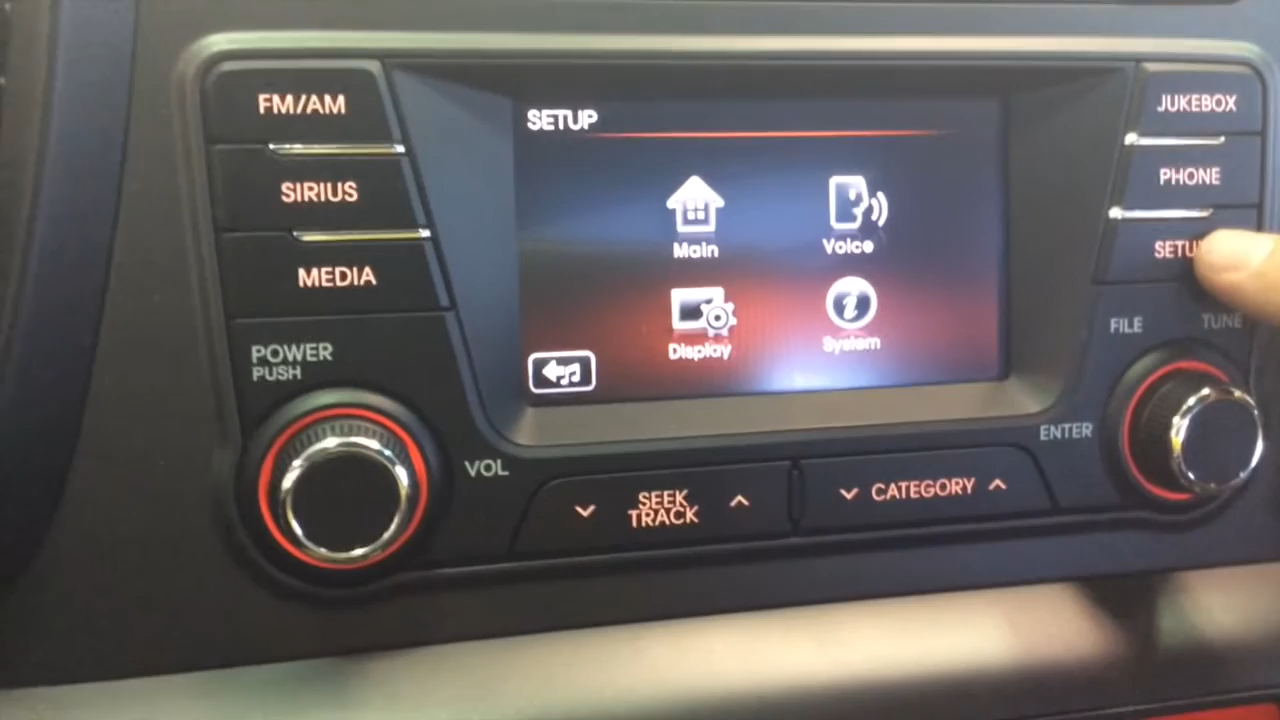 FM/AM
SIRIUS
MEDIA
POWER
PUSH
VOL
SETUP
Main
Voice
Display
System
SEEK
TRACK
CATEGORY
JUKEBOX
PHONE
SETU
FILE
TUNE
ENTER